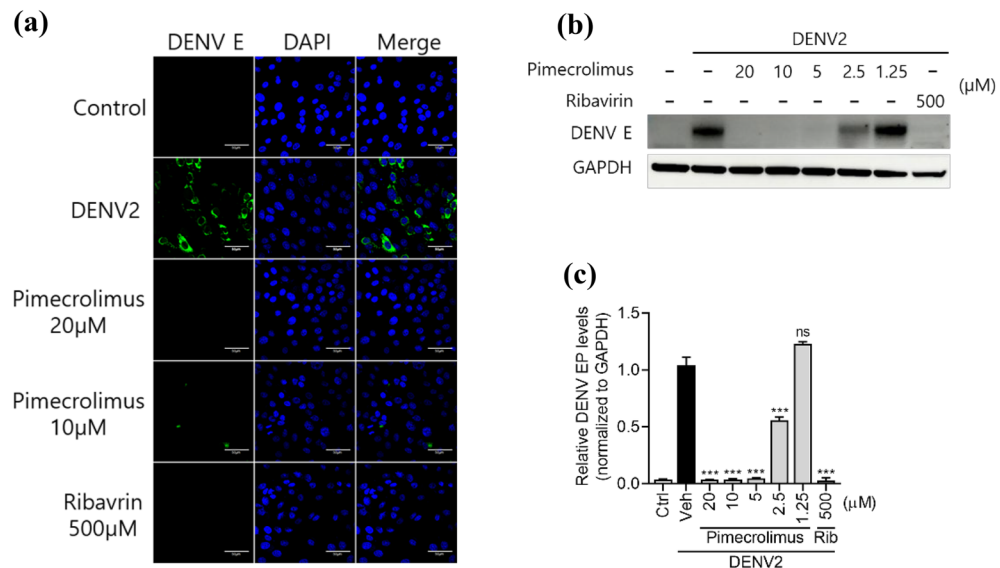 (a)
DENV E DAPI Merge
Control
DENV2
Pimecrolimus
20µM
Pimecrolimus
10µM
Ribavrin
500µM
(b)
DENV2
Pimecrolimus – – 20 10 5 2.5 1.25 – (µM)
Ribavirin – – – – – – – 500
DENV E
GAPDH
(c)
Relative DENV EP levels
(normalized to GAPDH)
1.5
1.0
0.5
0.0
*** *** *** *** ns ***
Ctrl Veh 20 10 5 2.5 1.25 500 (µM)
Pimecrolimus Rib
DENV2